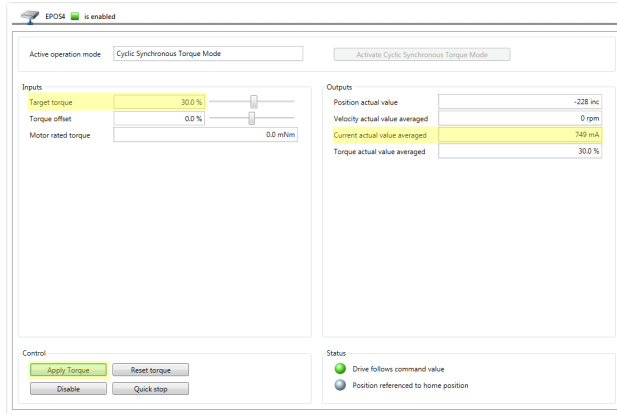 EPOS4 is enabled
Active operation mode Cyclic Synchronous Torque Mode Activate Cyclic Synchronous Torque Mode
Inputs
Target torque 30.0 %
Torque offset 0.0 %
Motor rated torque 0.0 mNm
Outputs
Position actual value -228 inc
Velocity actual value averaged 0 rpm
Current actual value averaged 749 mA
Torque actual value averaged 30.0 %
Control
Apply Torque Reset torque
Disable Quick stop
Status
Drive follows command value
Position referenced to home position